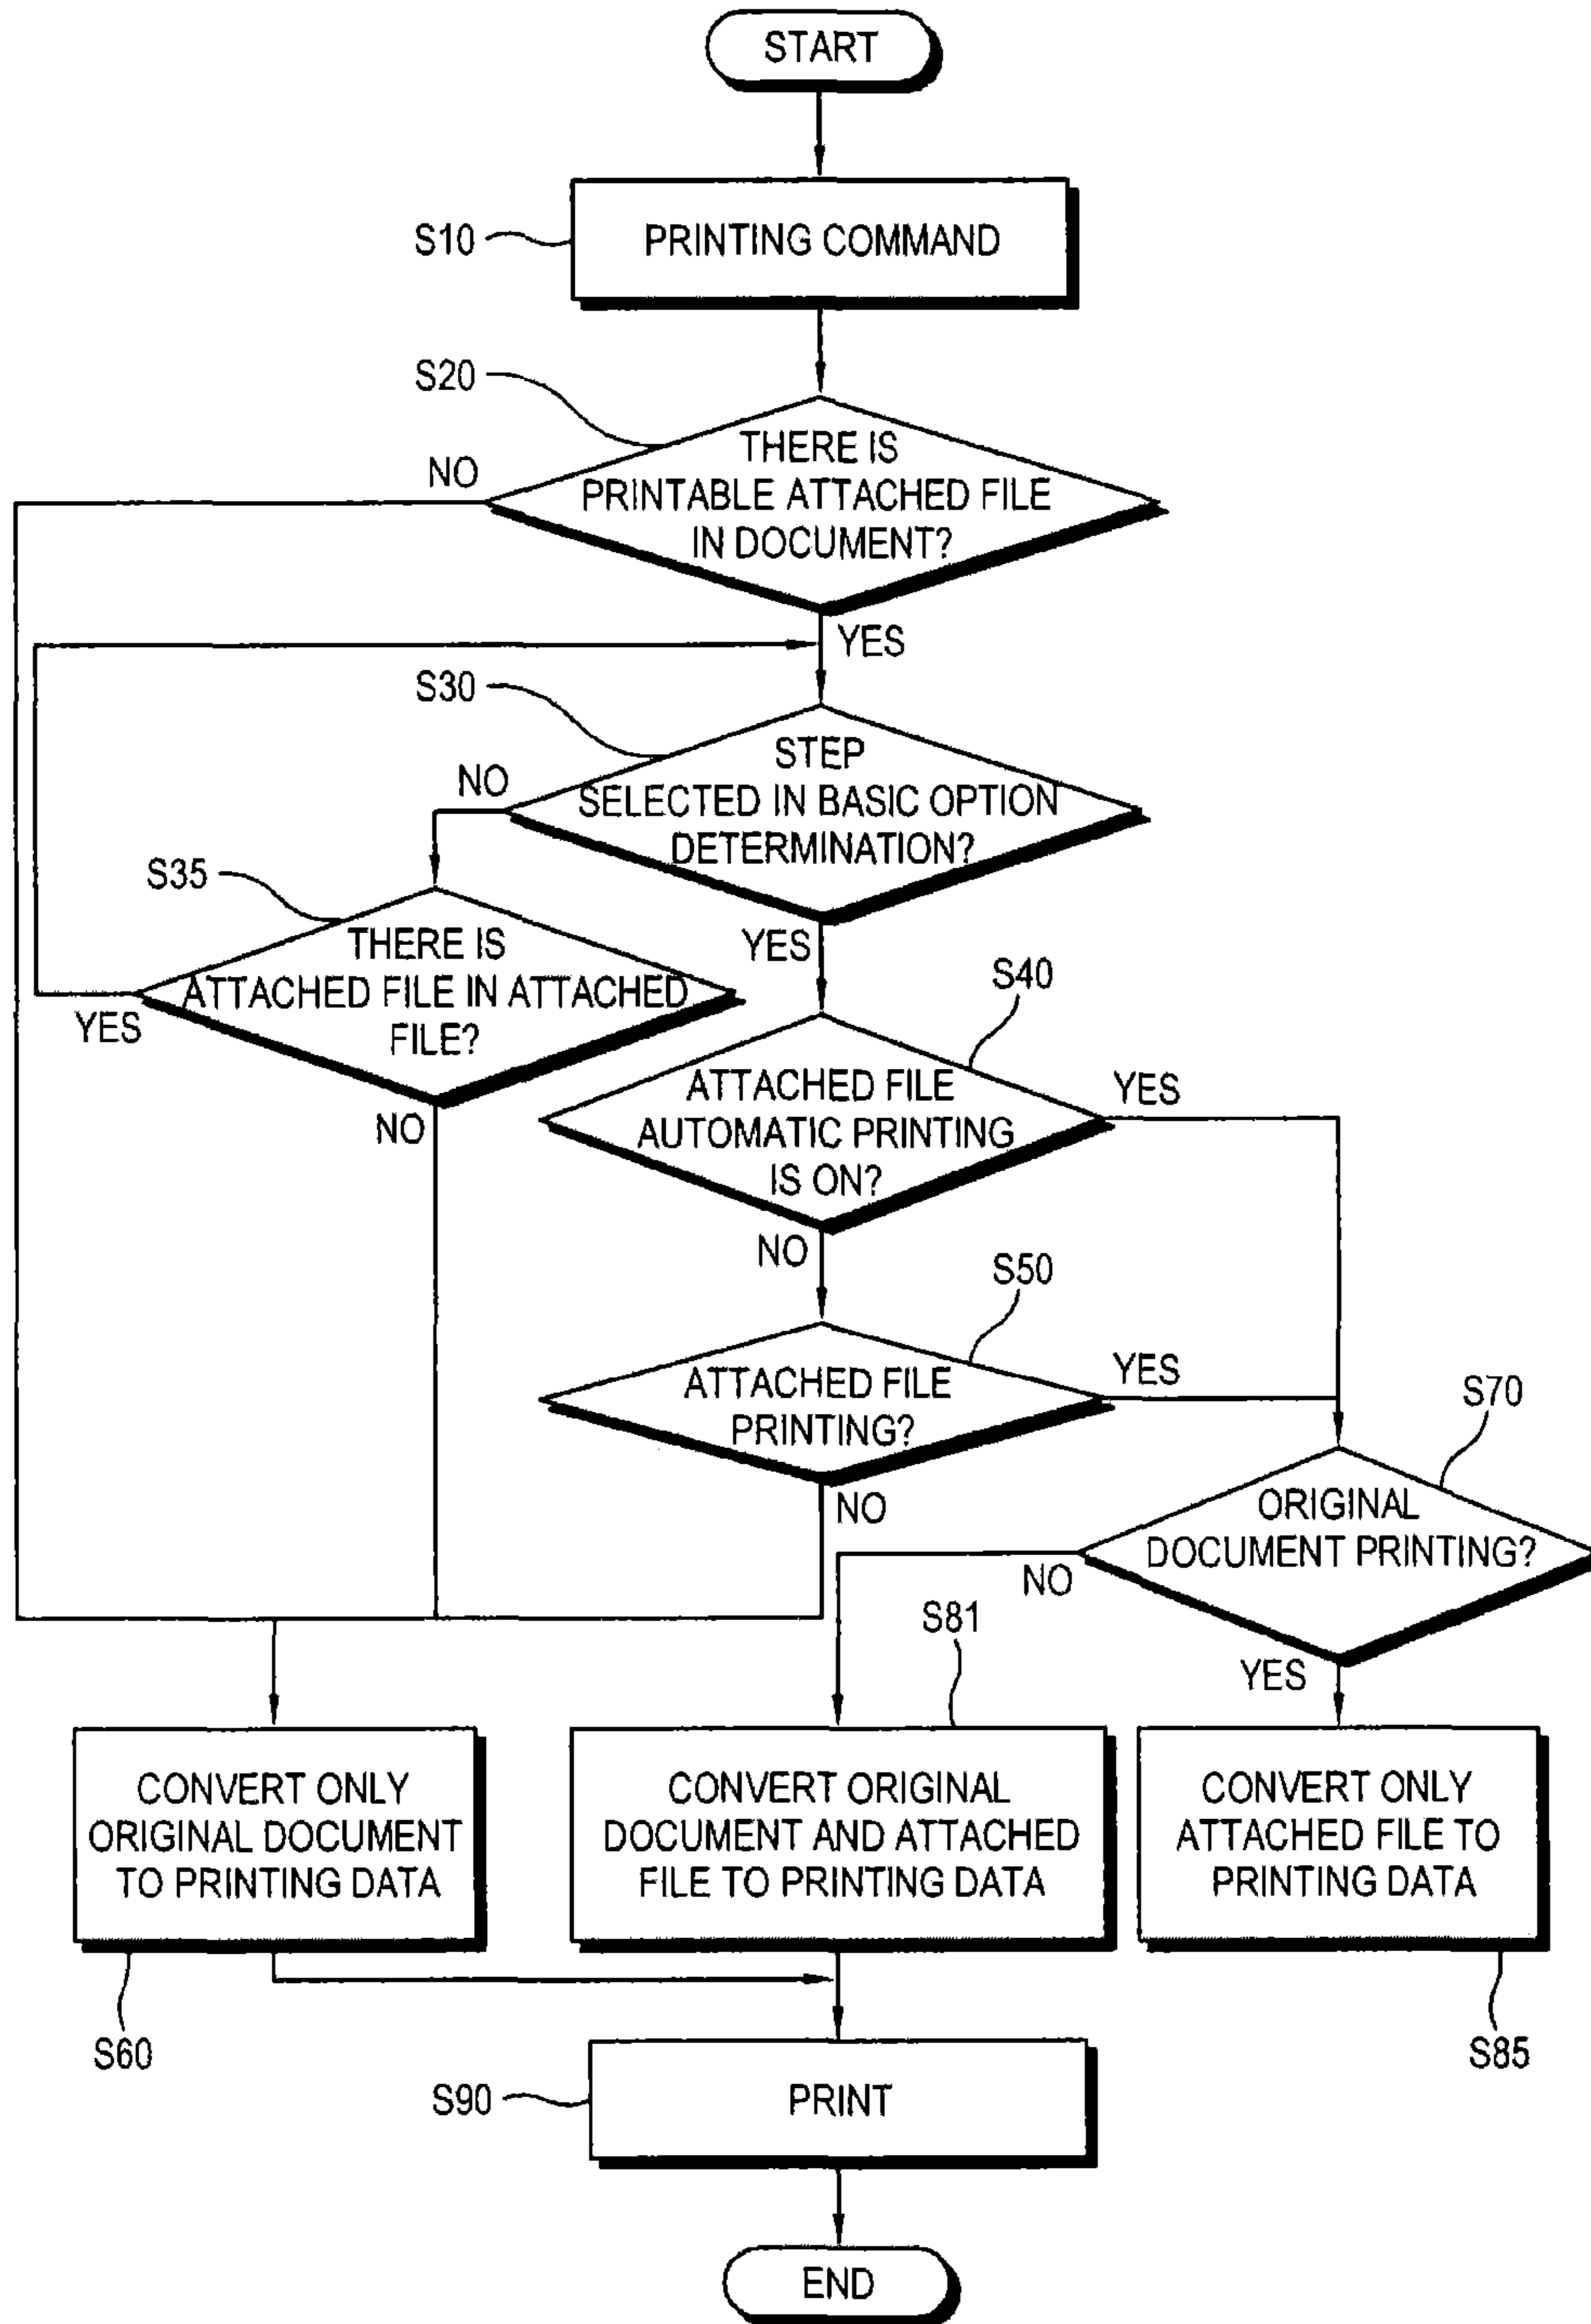 START
S10
PRINTING COMMAND
S20
THERE IS
PRINTABLE ATTACHED FILE
IN DOCUMENT?
NO
YES
S30
STEP
SELECTED IN BASIC OPTION
DETERMINATION?
NO
YES
S35
THERE IS
ATTACHED FILE IN ATTACHED
FILE?
YES
NO
S40
ATTACHED FILE
AUTOMATIC PRINTING
IS ON?
YES
NO
S50
ATTACHED FILE
PRINTING?
YES
NO
S70
ORIGINAL
DOCUMENT PRINTING?
NO
YES
S81
CONVERT ONLY
ORIGINAL DOCUMENT
TO PRINTING DATA
CONVERT ORIGINAL
DOCUMENT AND ATTACHED
FILE TO PRINTING DATA
CONVERT ONLY
ATTACHED FILE TO
PRINTING DATA
S60
S85
S90
PRINT
END